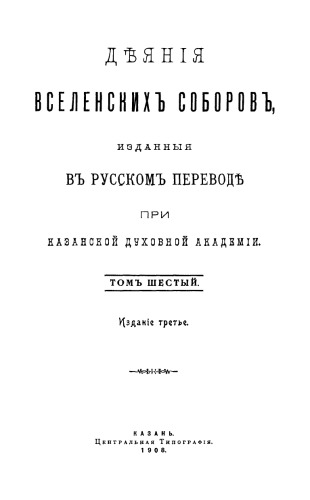 ДѢЯНІЯ
ВСЕЛЕНСКИХЪ СОБОРОВЪ,
ИЗДАННЫЯ
ВЪ РУССКОМЪ ПЕРЕВОДѢ
ПРИ
КАЗАНСКОЙ ДУХОВНОЙ АКАДЕМІИ.
ТОМЪ ШЕСТЫЙ.
Изданіе третье.
КАЗАНЬ.
Центральная Типографія.
1908.